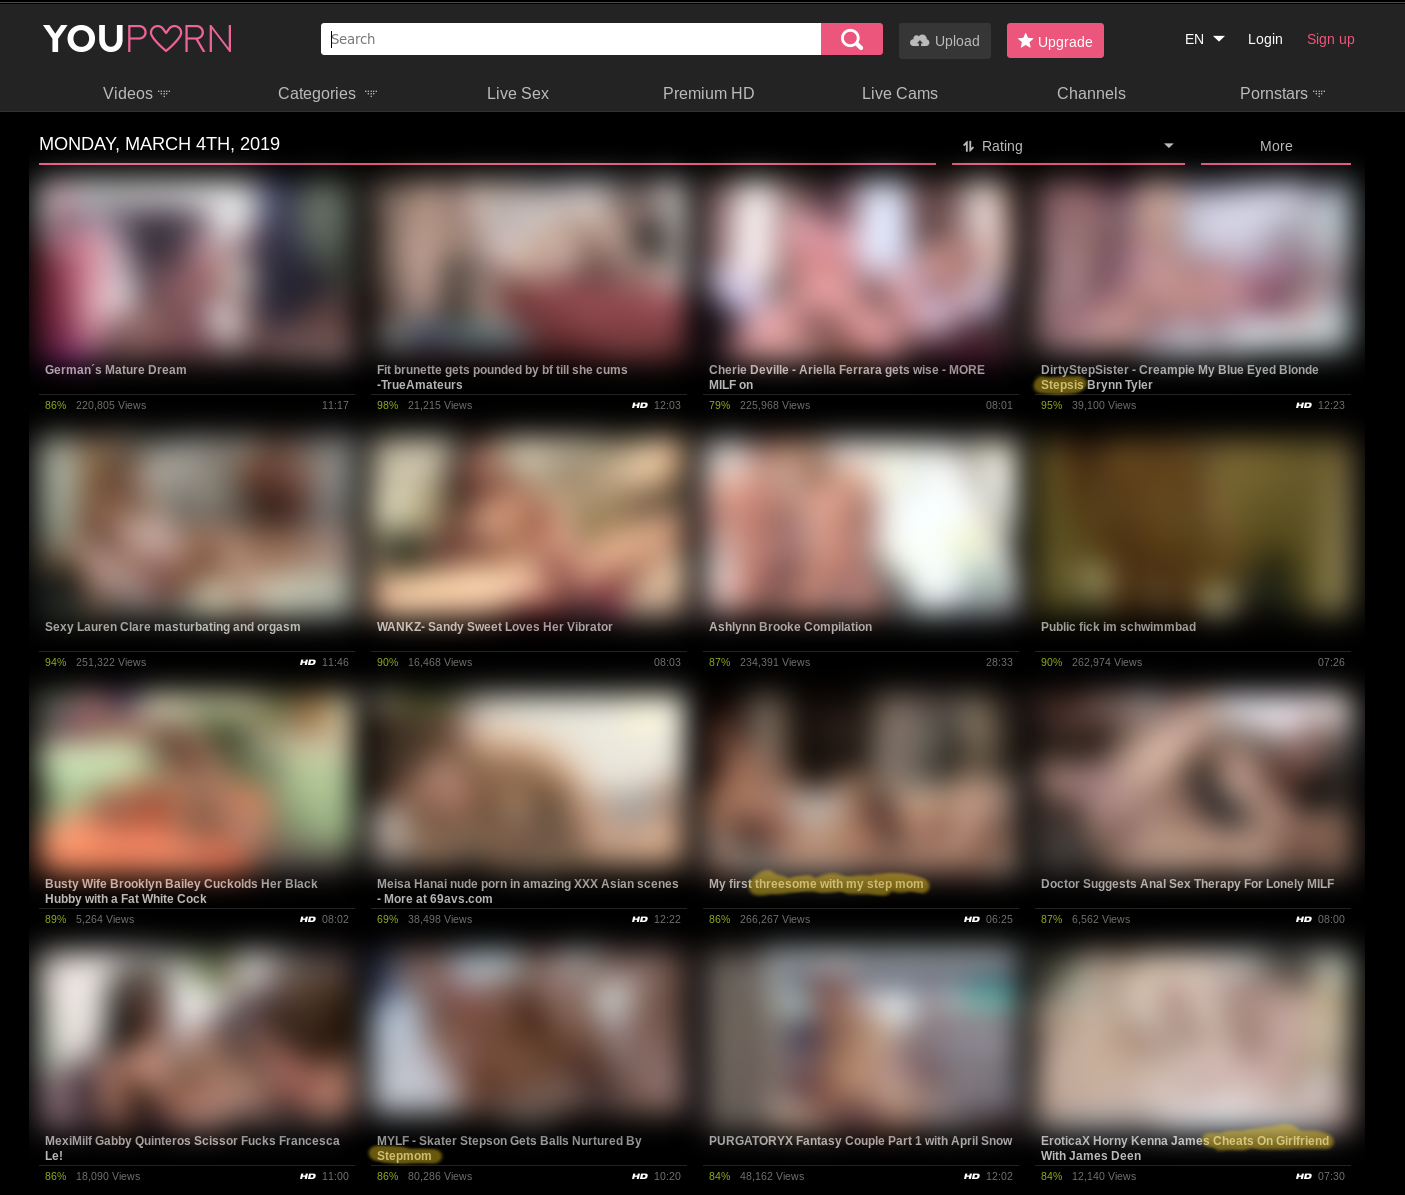 YOUPORN
Search
Upload
Upgrade
EN
Login
Sign up
Videos
Categories
Live Sex
Premium HD
Live Cams
Channels
Pornstars
MONDAY, MARCH 4TH, 2019
Rating
More
German´s Mature Dream
86% 220,805 Views 11:17
Fit brunette gets pounded by bf till she cums
-TrueAmateurs
98% 21,215 Views HD 12:03
Cherie Deville - Ariella Ferrara gets wise - MORE
MILF on
79% 225,968 Views 08:01
DirtyStepSister - Creampie My Blue Eyed Blonde
Stepsis Brynn Tyler
95% 39,100 Views HD 12:23
Sexy Lauren Clare masturbating and orgasm
94% 251,322 Views HD 11:46
WANKZ- Sandy Sweet Loves Her Vibrator
90% 16,468 Views 08:03
Ashlynn Brooke Compilation
87% 234,391 Views 28:33
Public fick im schwimmbad
90% 262,974 Views 07:26
Busty Wife Brooklyn Bailey Cuckolds Her Black
Hubby with a Fat White Cock
89% 5,264 Views HD 08:02
Meisa Hanai nude porn in amazing XXX Asian scenes
- More at 69avs.com
69% 38,498 Views HD 12:22
My first threesome with my step mom
86% 266,267 Views HD 06:25
Doctor Suggests Anal Sex Therapy For Lonely MILF
87% 6,562 Views HD 08:00
MexiMilf Gabby Quinteros Scissor Fucks Francesca
Le!
86% 18,090 Views HD 11:00
MYLF - Skater Stepson Gets Balls Nurtured By
Stepmom
86% 80,286 Views HD 10:20
PURGATORYX Fantasy Couple Part 1 with April Snow
84% 48,162 Views HD 12:02
EroticaX Horny Kenna James Cheats On Girlfriend
With James Deen
84% 12,140 Views HD 07:30